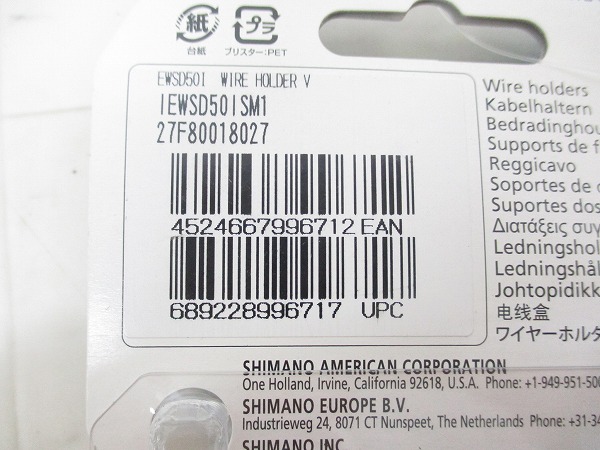 紙
プラ
台紙
ブリスター:PET
EWSD50I WIRE HOLDER V
IEWSD50ISM1
27F80018027
4524667996712 EAN
689228996717 UPC
Wire holders
Kabelhaltern
Bedradinghou
Supports de f
Reggicavo
Soportes de c
Suportes dos
Διατάξεις συγ
Ledningshol
Ledningshål
Johtopidikk
电线盒
ワイヤーホルダ
SHIMANO AMERICAN CORPORATION
One Holland, Irvine, California 92618, U.S.A. Phone: +1-949-951-500
SHIMANO EUROPE B.V.
Industrieweg 24, 8071 CT Nunspeet, The Netherlands Phone: +31-34
SHIMANO INC